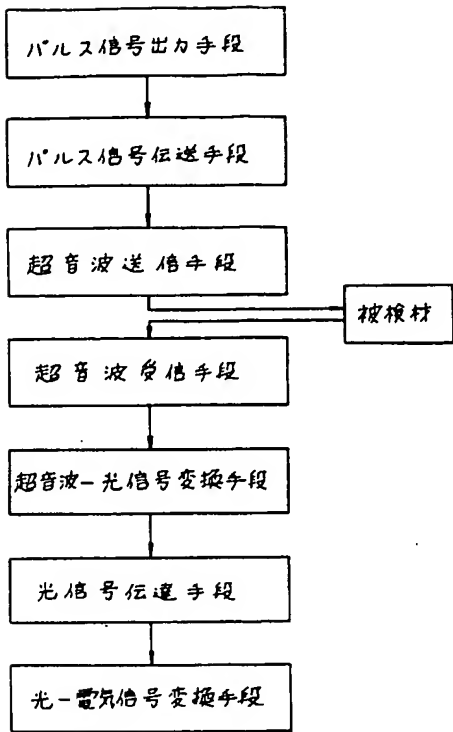 パルス信号出力手段
パルス信号伝送手段
超音波送信手段
被検材
超音波受信手段
超音波-光信号変換手段
光信号伝達手段
光-電気信号変換手段